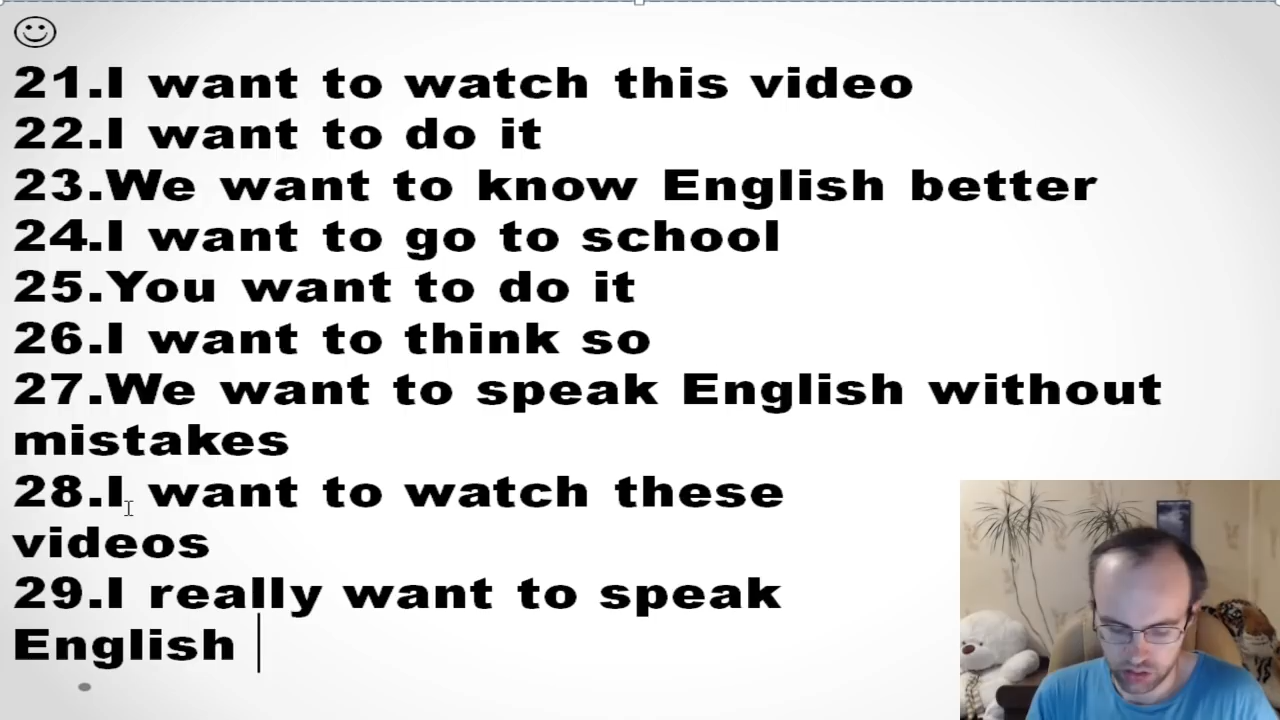 21.I want to watch this video
22.I want to do it
23.We want to know English better
24.I want to go to school
25.You want to do it
26.I want to think so
27.We want to speak English without
mistakes
28.I want to watch these
videos
29.I really want to speak
English